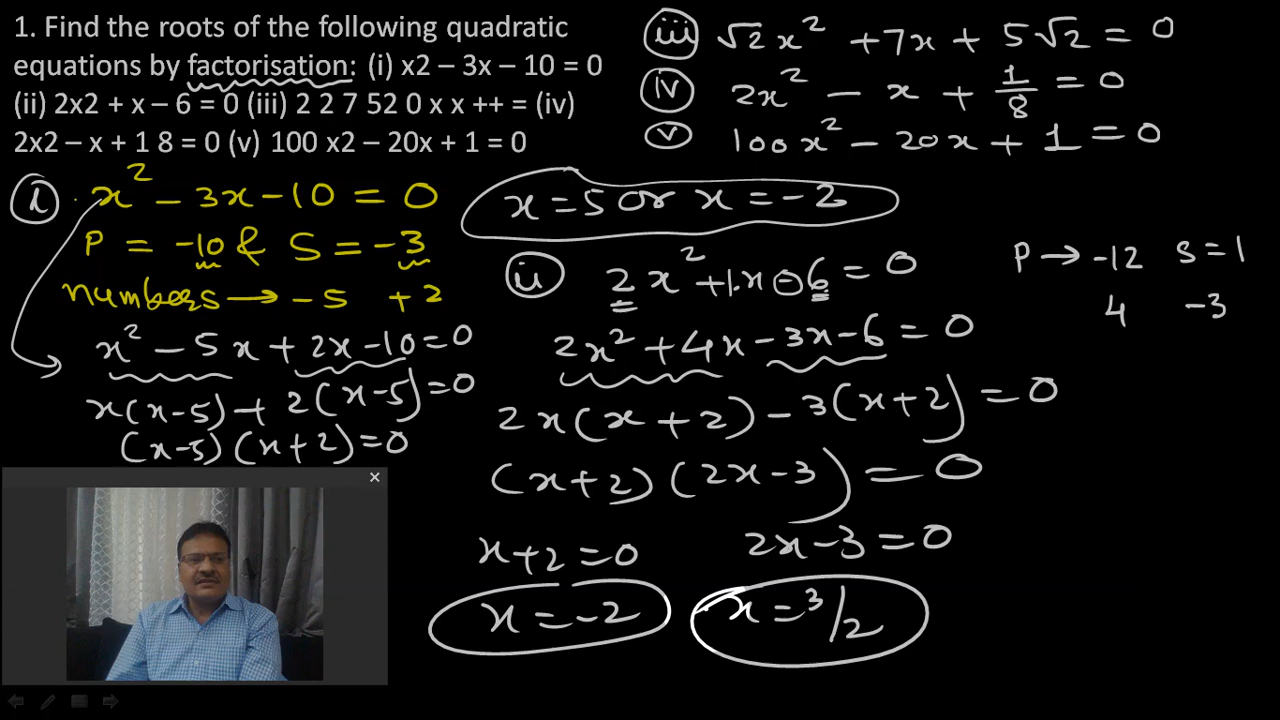 1. Find the roots of the following quadratic
equations by factorisation: (i) x2 – 3x – 10 = 0
(ii) 2x2 + x – 6 = 0 (iii) 2 2 7 52 0 x x ++ = (iv)
2x2 – x + 1 8 = 0 (v) 100 x2 – 20x + 1 = 0
iii √2x² + 7x + 5√2 = 0
iv 2x² - x + 1/8 = 0
v 100x² - 20x + 1 = 0
i x² - 3x - 10 = 0
P = -10 & S = -3
numbers → -5 +2
x² - 5x + 2x - 10 = 0
x(x-5) + 2(x-5) = 0
(x-5)(x+2) = 0
x = 5 or x = -2
ii 2x² + 1x - 6 = 0
P → -12 S = 1
4 -3
2x² + 4x - 3x - 6 = 0
2x(x+2) - 3(x+2) = 0
(x+2)(2x-3) = 0
x+2 = 0 2x-3 = 0
x = -2 x = 3/2